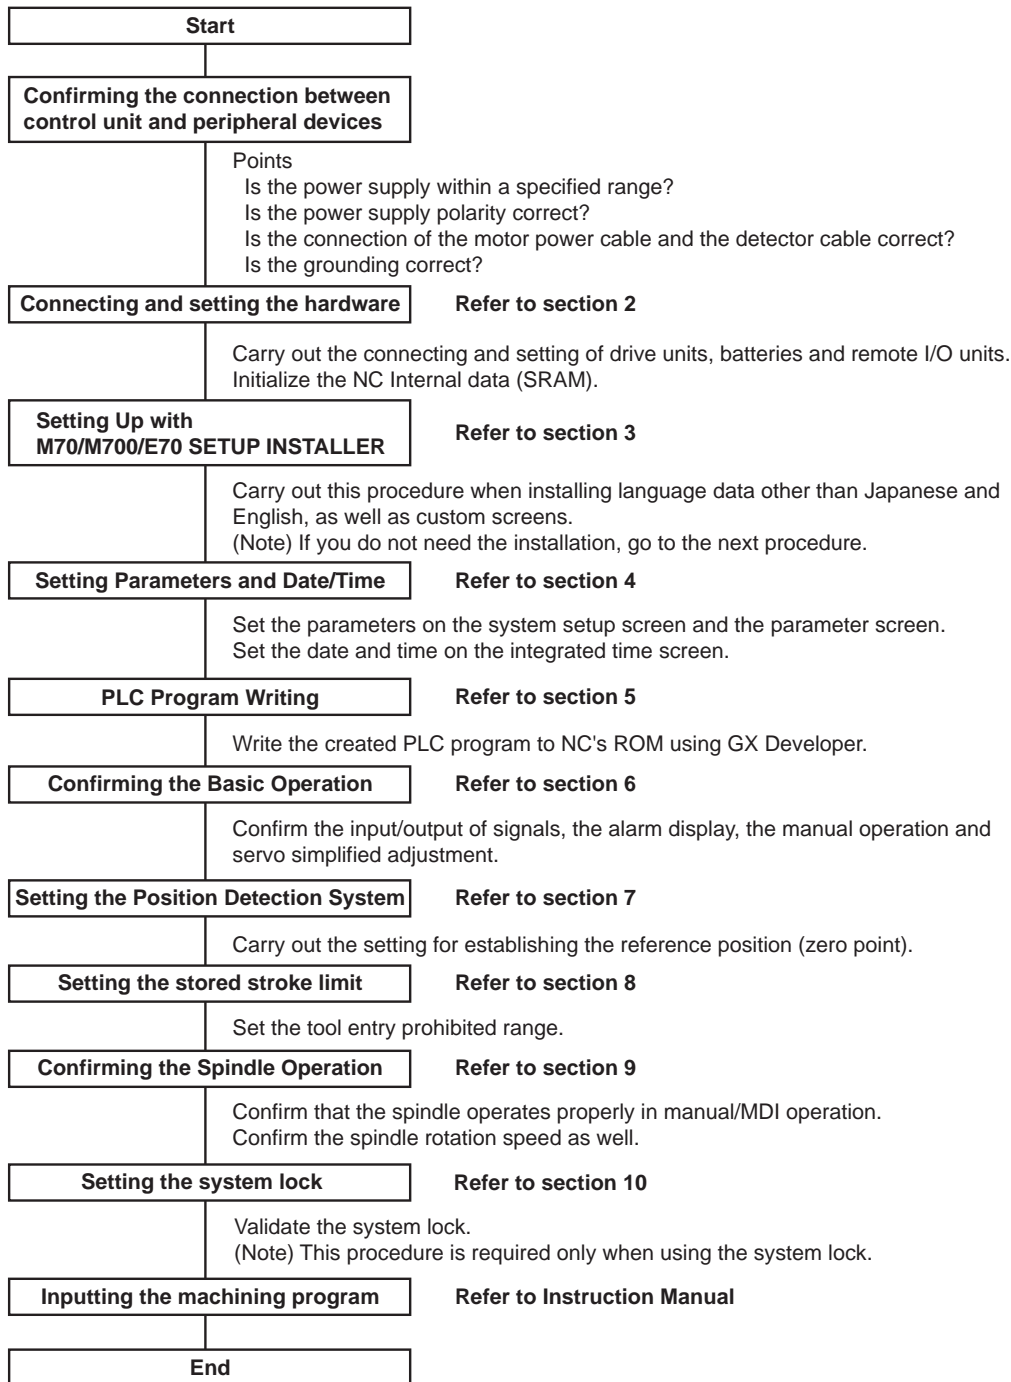 Start
Confirming the connection between
control unit and peripheral devices
Points
Is the power supply within a specified range?
Is the power supply polarity correct?
Is the connection of the motor power cable and the detector cable correct?
Is the grounding correct?
Connecting and setting the hardware Refer to section 2
Carry out the connecting and setting of drive units, batteries and remote I/O units.
Initialize the NC Internal data (SRAM).
Setting Up with
M70/M700/E70 SETUP INSTALLER Refer to section 3
Carry out this procedure when installing language data other than Japanese and
English, as well as custom screens.
(Note) If you do not need the installation, go to the next procedure.
Setting Parameters and Date/Time Refer to section 4
Set the parameters on the system setup screen and the parameter screen.
Set the date and time on the integrated time screen.
PLC Program Writing Refer to section 5
Write the created PLC program to NC's ROM using GX Developer.
Confirming the Basic Operation Refer to section 6
Confirm the input/output of signals, the alarm display, the manual operation and
servo simplified adjustment.
Setting the Position Detection System Refer to section 7
Carry out the setting for establishing the reference position (zero point).
Setting the stored stroke limit Refer to section 8
Set the tool entry prohibited range.
Confirming the Spindle Operation Refer to section 9
Confirm that the spindle operates properly in manual/MDI operation.
Confirm the spindle rotation speed as well.
Setting the system lock Refer to section 10
Validate the system lock.
(Note) This procedure is required only when using the system lock.
Inputting the machining program Refer to Instruction Manual
End